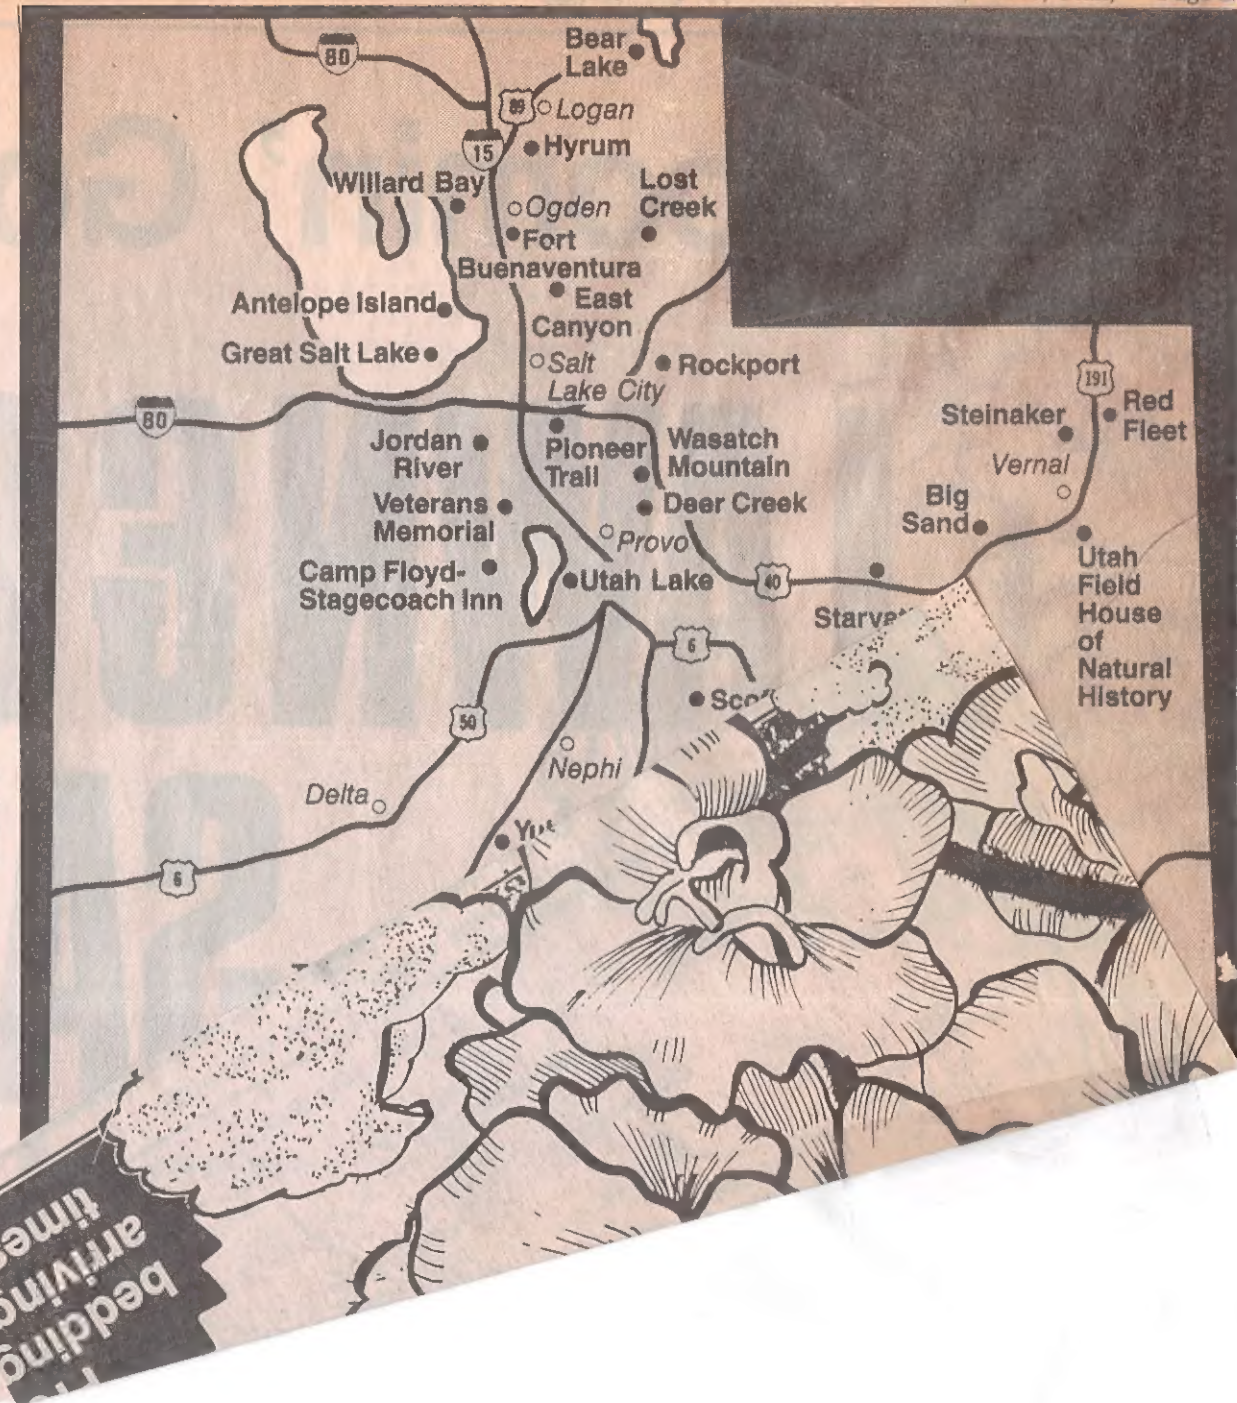 Bear
Lake
80
89
Logan
15
Hyrum
Willard Bay
Lost
Creek
Ogden
Fort
Buenaventura
East
Canyon
Antelope Island
Great Salt Lake
Salt
Lake City
Rockport
191
80
Steinaker
Red
Fleet
Jordan
River
Pioneer
Trail
Wasatch
Mountain
Vernal
Veterans
Memorial
Deer Creek
Big
Sand
Provo
Camp Floyd-
Stagecoach Inn
Utah Lake
40
Utah
Field
House
of
Natural
History
6
50
Nephi
Delta
6
bedding